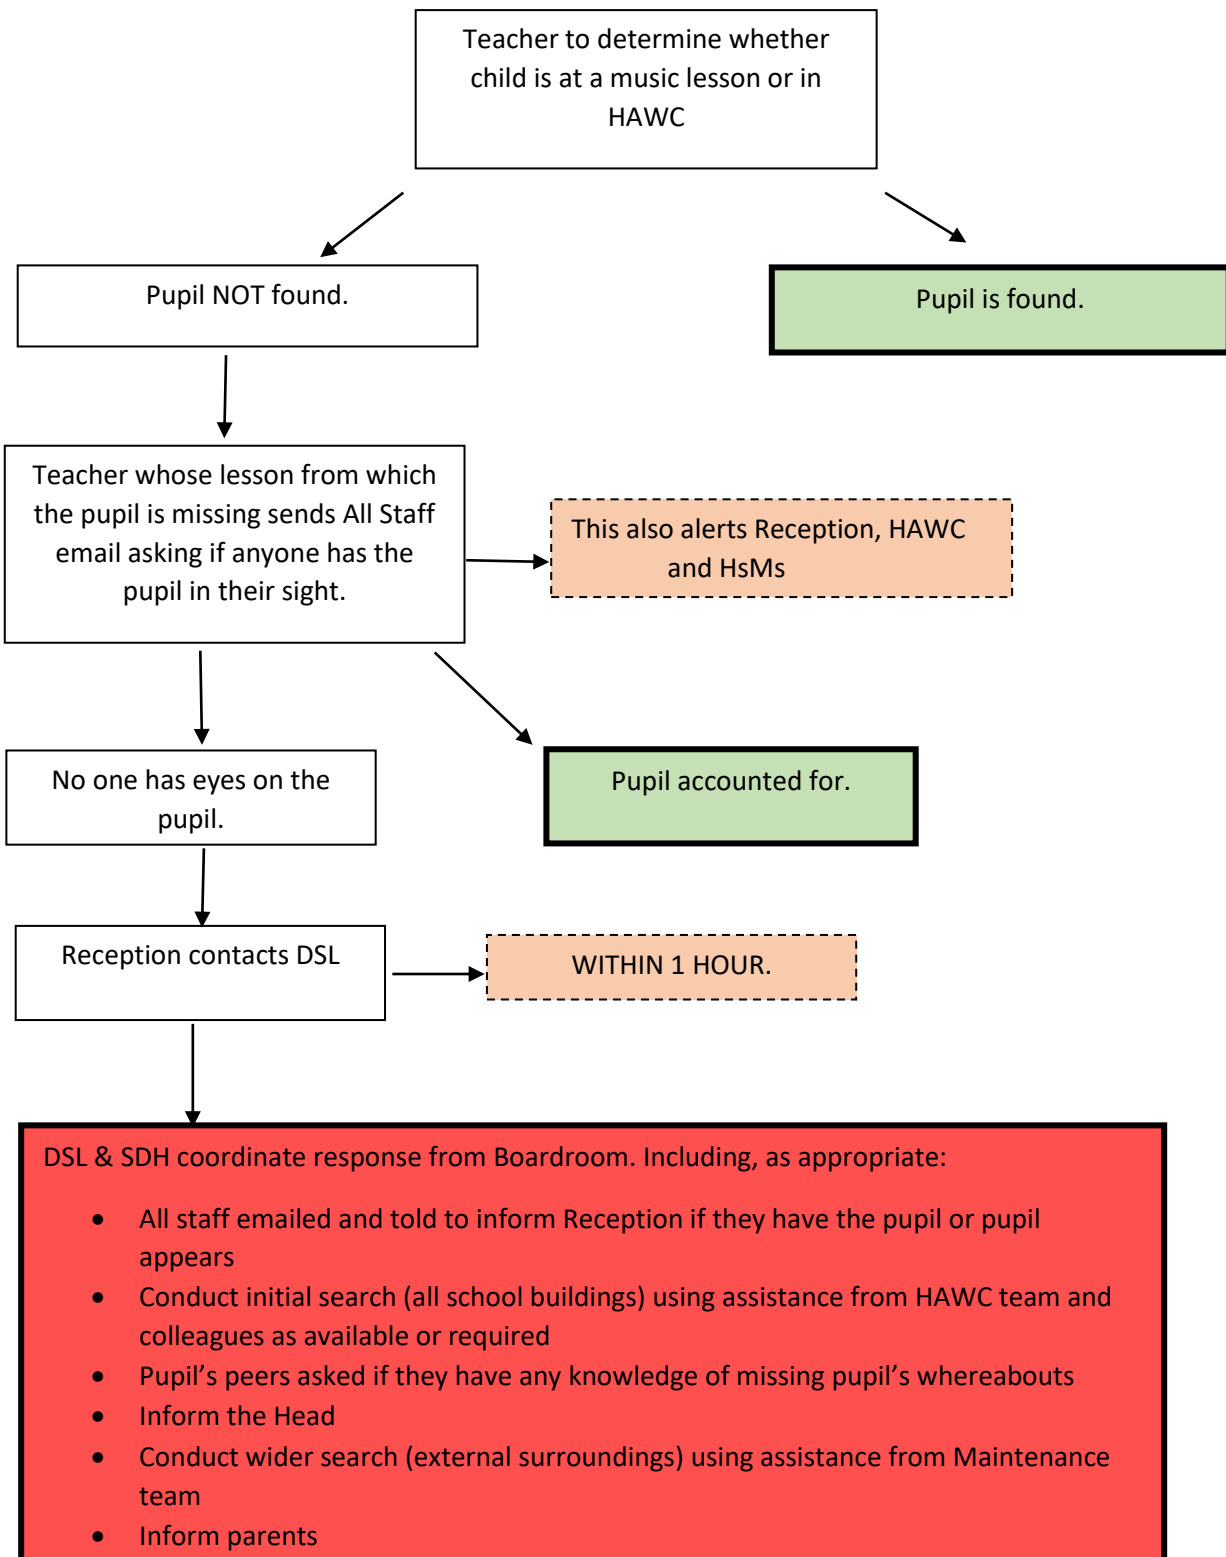 Teacher to determine whether
child is at a music lesson or in
HAWC
Pupil NOT found.
Pupil is found.
Teacher whose lesson from which
the pupil is missing sends All Staff
email asking if anyone has the
pupil in their sight.
This also alerts Reception, HAWC
and HsMs
No one has eyes on the
pupil.
Pupil accounted for.
Reception contacts DSL
WITHIN 1 HOUR.
DSL & SDH coordinate response from Boardroom. Including, as appropriate:
• All staff emailed and told to inform Reception if they have the pupil or pupil
appears
• Conduct initial search (all school buildings) using assistance from HAWC team and
colleagues as available or required
• Pupil’s peers asked if they have any knowledge of missing pupil’s whereabouts
• Inform the Head
• Conduct wider search (external surroundings) using assistance from Maintenance
team
• Inform parents